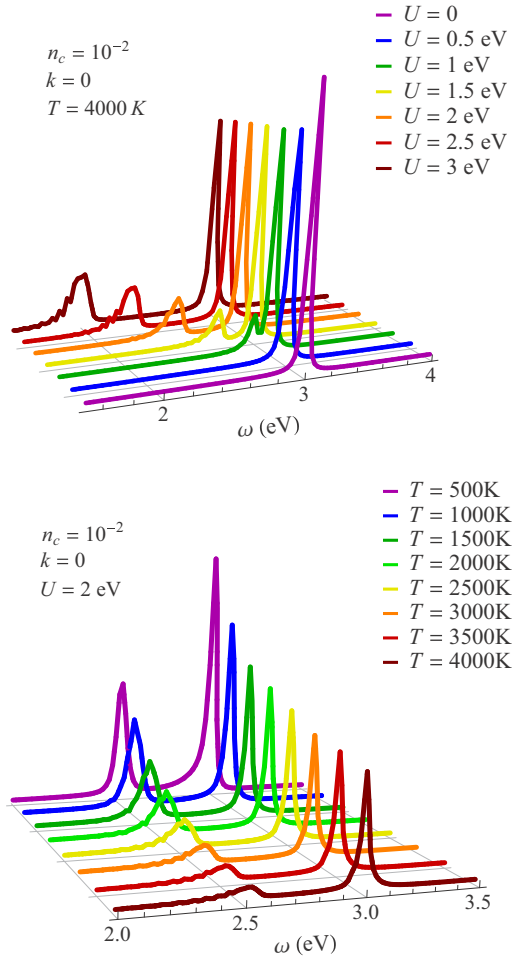 n_c = 10^-2
k = 0
T = 4000 K
U = 0
U = 0.5 eV
U = 1 eV
U = 1.5 eV
U = 2 eV
U = 2.5 eV
U = 3 eV
2 3 4
ω (eV)
n_c = 10^-2
k = 0
U = 2 eV
T = 500K
T = 1000K
T = 1500K
T = 2000K
T = 2500K
T = 3000K
T = 3500K
T = 4000K
2.0 2.5 3.0 3.5
ω (eV)